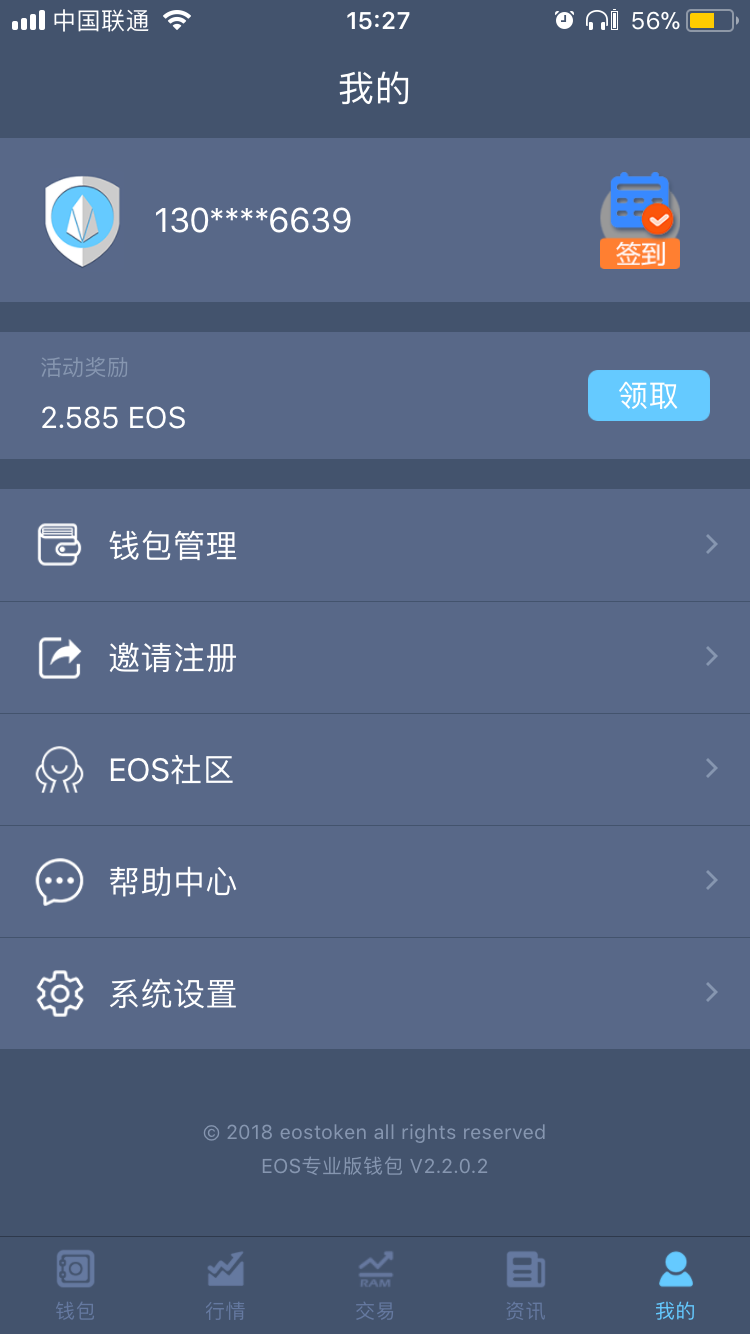 中国联通 15:27 56%
我的
130****6639
签到
活动奖励
2.585 EOS
领取
钱包管理
邀请注册
EOS社区
帮助中心
系统设置
© 2018 eostoken all rights reserved
EOS专业版钱包 V2.2.0.2
RAM
钱包 行情 交易 资讯 我的